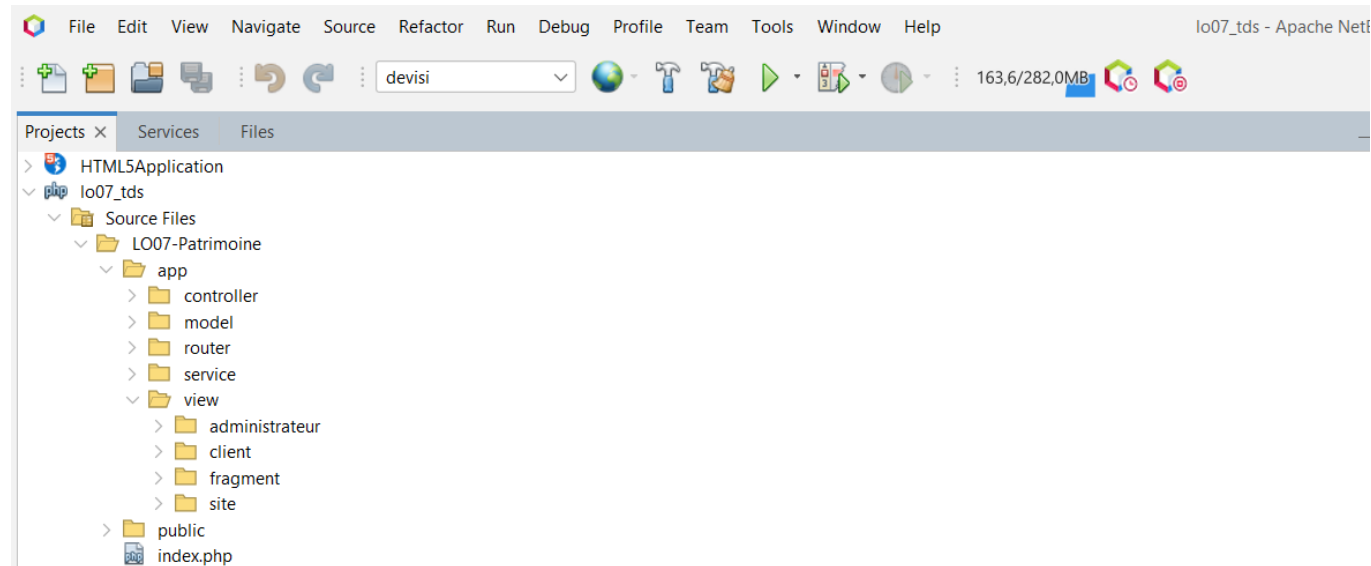 File Edit View Navigate Source Refactor Run Debug Profile Team Tools Window Help lo07_tds - Apache NetB
devisi 163,6/282,0MB
Projects Services Files
HTML5Application
php lo07_tds
Source Files
LO07-Patrimoine
app
controller
model
router
service
view
administrateur
client
fragment
site
public
php index.php